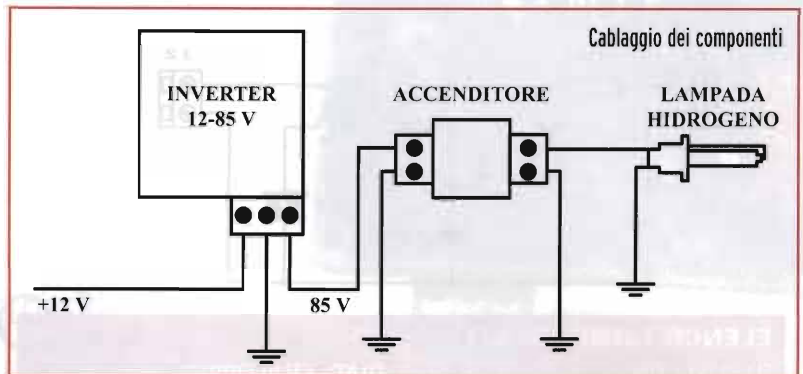 Cablaggio dei componenti
INVERTER
12-85 V
ACCENDITORE
LAMPADA
HIDROGENO
+12 V
85 V